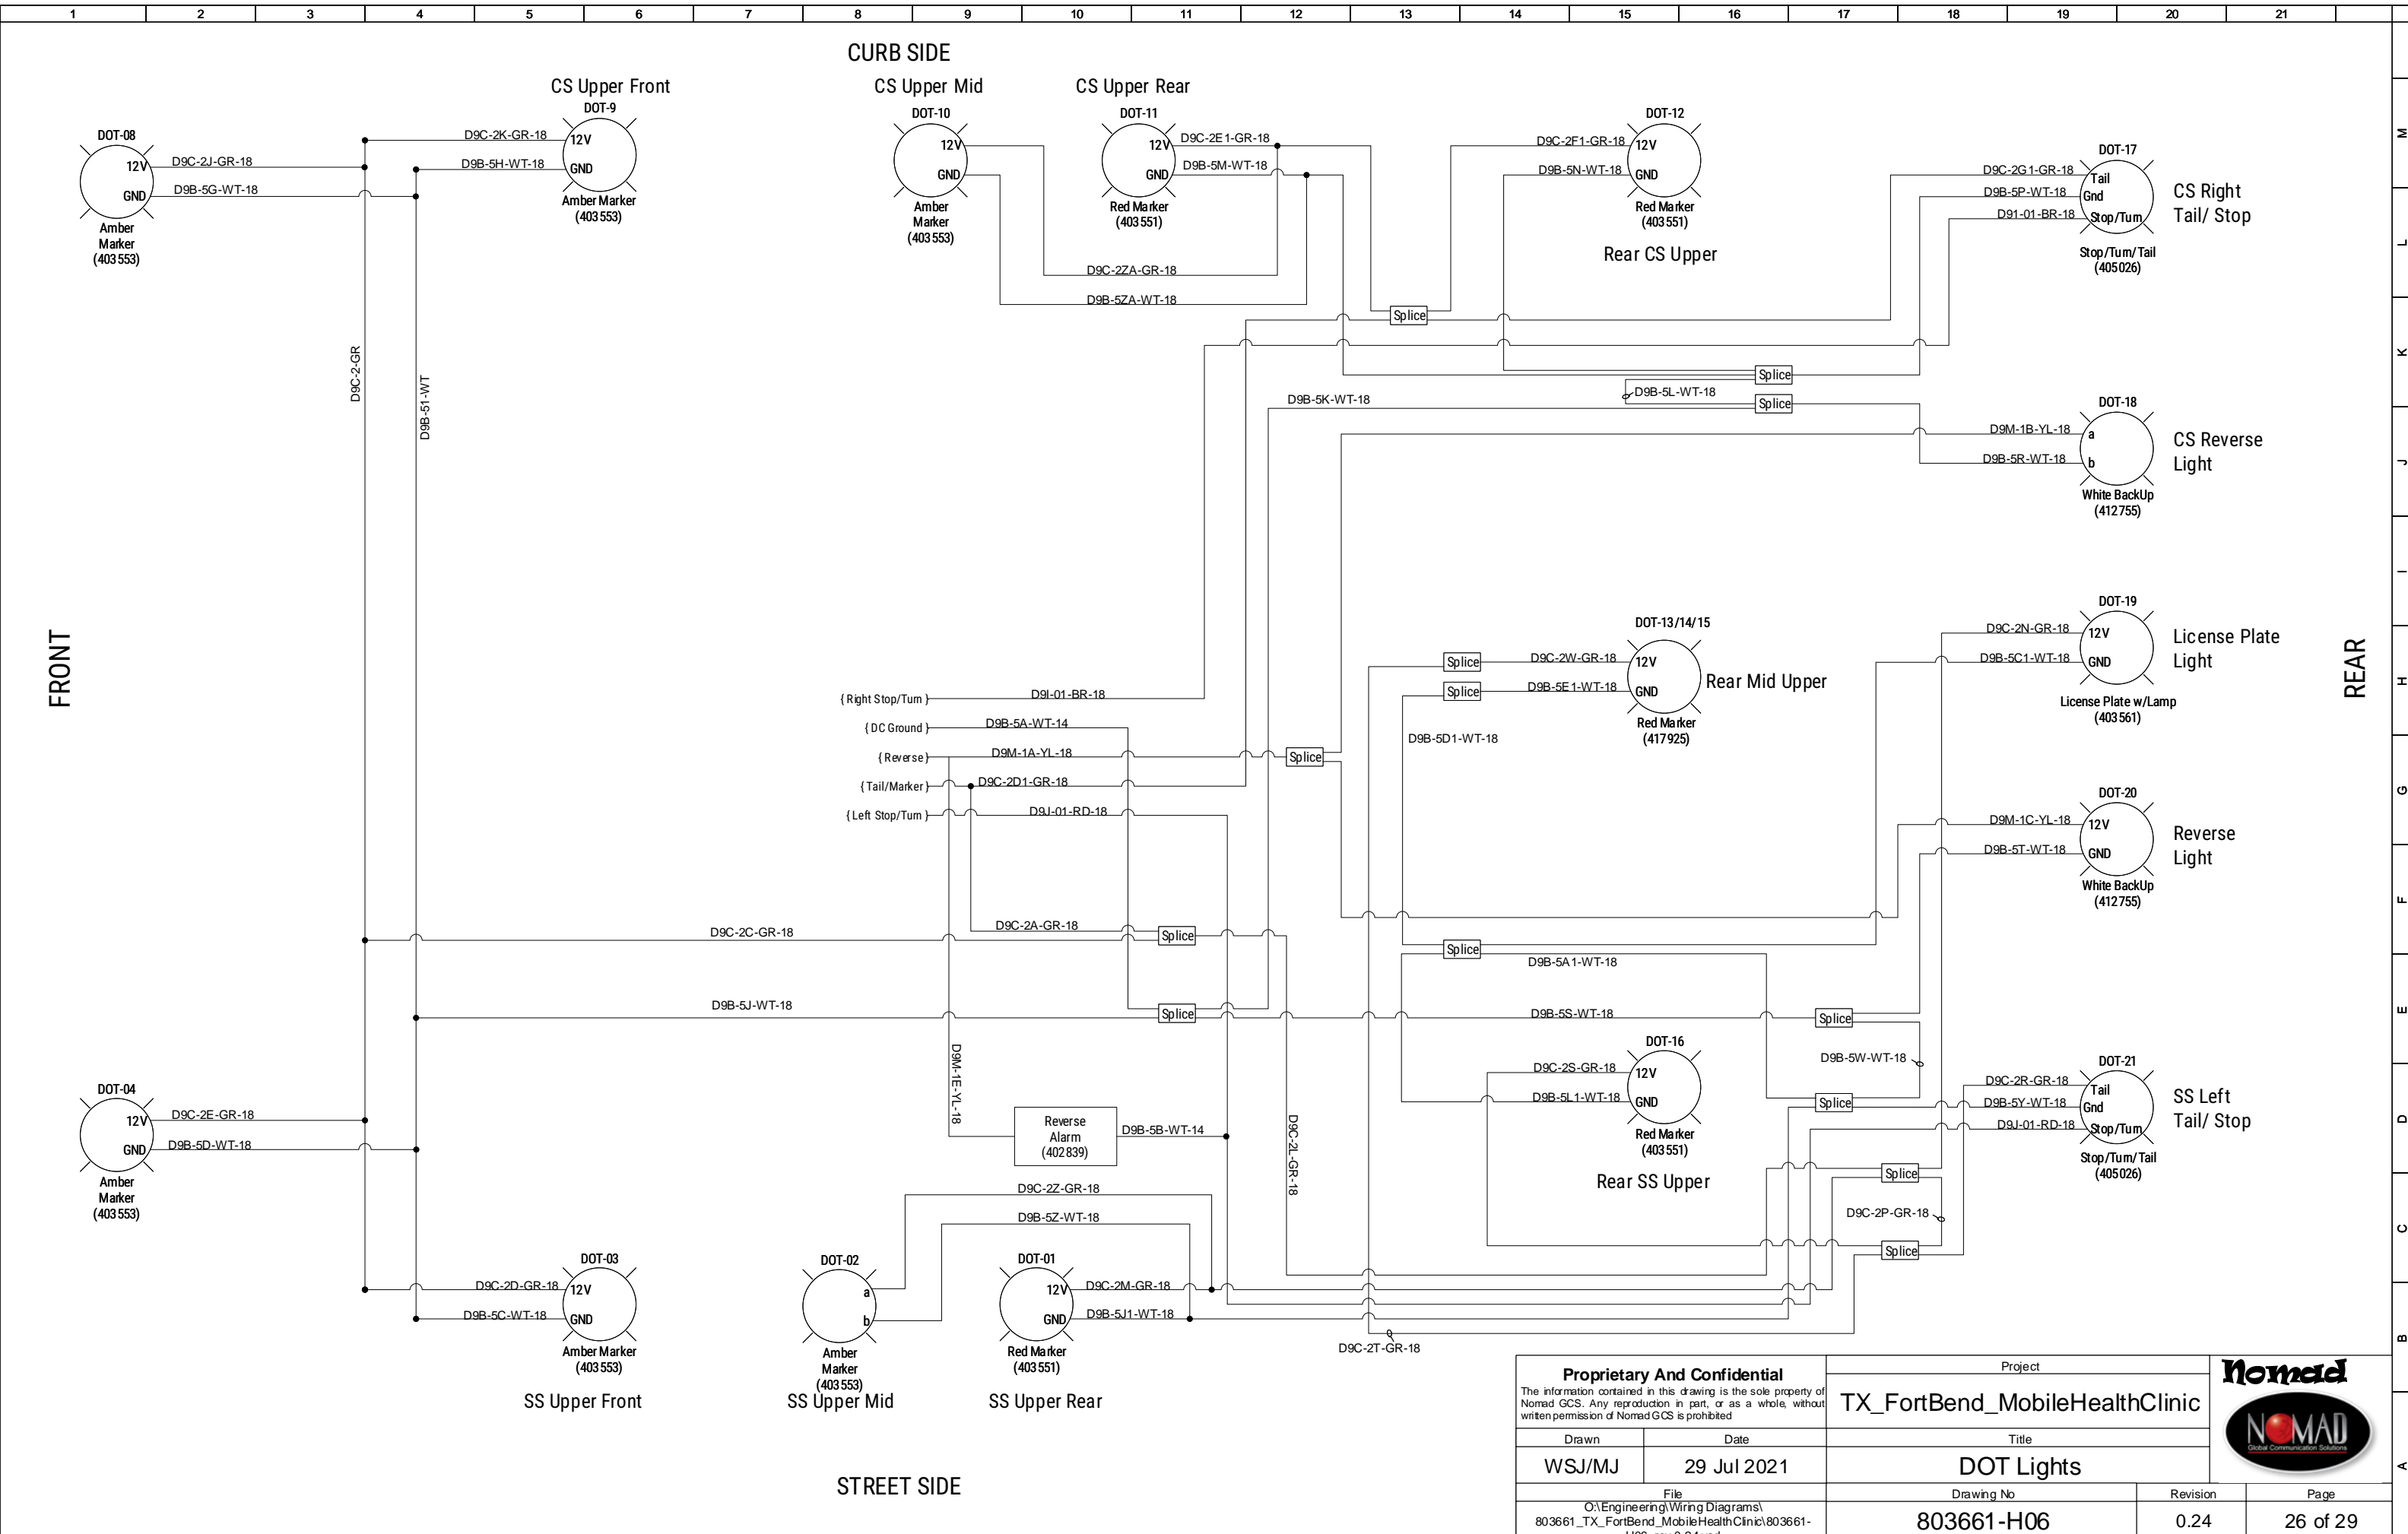 1 2 3 4 5 6 7 8 9 10 11 12 13 14 15 16 17 18 19 20 21
CURB SIDE
CS Upper Front
DOT-9
12V
GND
Amber Marker
(403553)
D9C-2K-GR-18
D9B-5H-WT-18
DOT-08
12V
GND
Amber
Marker
(403553)
D9C-2J-GR-18
D9B-5G-WT-18
CS Upper Mid
DOT-10
12V
GND
Amber
Marker
(403553)
CS Upper Rear
DOT-11
12V
GND
Red Marker
(403551)
D9C-2E1-GR-18
D9B-5M-WT-18
D9C-2ZA-GR-18
D9B-5ZA-WT-18
DOT-12
D9C-2F1-GR-18
12V
D9B-5N-WT-18
GND
Red Marker
(403551)
Rear CS Upper
DOT-17
D9C-2G1-GR-18
Tail
D9B-5P-WT-18
Gnd
D91-01-BR-18
Stop/Turn
Stop/Turn/Tail
(405026)
CS Right
Tail/ Stop
M
L
K
J
I
H
G
F
E
D
C
B
A
Splice
Splice
D9B-5L-WT-18
Splice
D9B-5K-WT-18
D9C-2-GR
D9B-51-WT
DOT-18
D9M-1B-YL-18
a
D9B-5R-WT-18
b
White BackUp
(412755)
CS Reverse
Light
FRONT
REAR
DOT-13/14/15
Splice
D9C-2W-GR-18
12V
Splice
D9B-5E1-WT-18
GND
Red Marker
(417925)
Rear Mid Upper
D9B-5D1-WT-18
DOT-19
D9C-2N-GR-18
12V
D9B-5C1-WT-18
GND
License Plate w/Lamp
(403561)
License Plate
Light
{Right Stop/Turn}
D9I-01-BR-18
{DC Ground}
D9B-5A-WT-14
{Reverse}
D9M-1A-YL-18
Splice
{Tail/Marker}
D9C-2D1-GR-18
{Left Stop/Turn}
D9J-01-RD-18
DOT-20
D9M-1C-YL-18
12V
D9B-5T-WT-18
GND
White BackUp
(412755)
Reverse
Light
D9C-2C-GR-18
D9C-2A-GR-18
Splice
Splice
D9B-5A1-WT-18
D9B-5J-WT-18
Splice
D9B-5S-WT-18
Splice
D9B-5W-WT-18
D9M-1E-YL-18
Reverse
Alarm
(402839)
D9B-5B-WT-14
D9C-2L-GR-18
DOT-16
D9C-2S-GR-18
12V
D9B-5L1-WT-18
GND
Red Marker
(403551)
Rear SS Upper
Splice
DOT-21
D9C-2R-GR-18
Tail
D9B-5Y-WT-18
Gnd
D9J-01-RD-18
Stop/Turn
Stop/Turn/Tail
(405026)
SS Left
Tail/ Stop
Splice
D9C-2P-GR-18
Splice
DOT-04
12V
GND
D9C-2E-GR-18
D9B-5D-WT-18
Amber
Marker
(403553)
D9C-2Z-GR-18
D9B-5Z-WT-18
DOT-03
D9C-2D-GR-18
12V
D9B-5C-WT-18
GND
Amber Marker
(403553)
SS Upper Front
DOT-02
a
b
Amber
Marker
(403553)
SS Upper Mid
DOT-01
12V
GND
D9C-2M-GR-18
D9B-5J1-WT-18
Red Marker
(403551)
SS Upper Rear
D9C-2T-GR-18
STREET SIDE
Proprietary And Confidential
The information contained in this drawing is the sole property of
Nomad GCS. Any reproduction in part, or as a whole, without
written permission of Nomad GCS is prohibited
Project
TX_FortBend_MobileHealthClinic
Nomad
NOMAD
Global Communication Solutions
Drawn
WSJ/MJ
Date
29 Jul 2021
Title
DOT Lights
File
O:\Engineering\Wiring Diagrams\
803661_TX_FortBend_MobileHealthClinic\803661-
Drawing No
803661-H06
Revision
0.24
Page
26 of 29